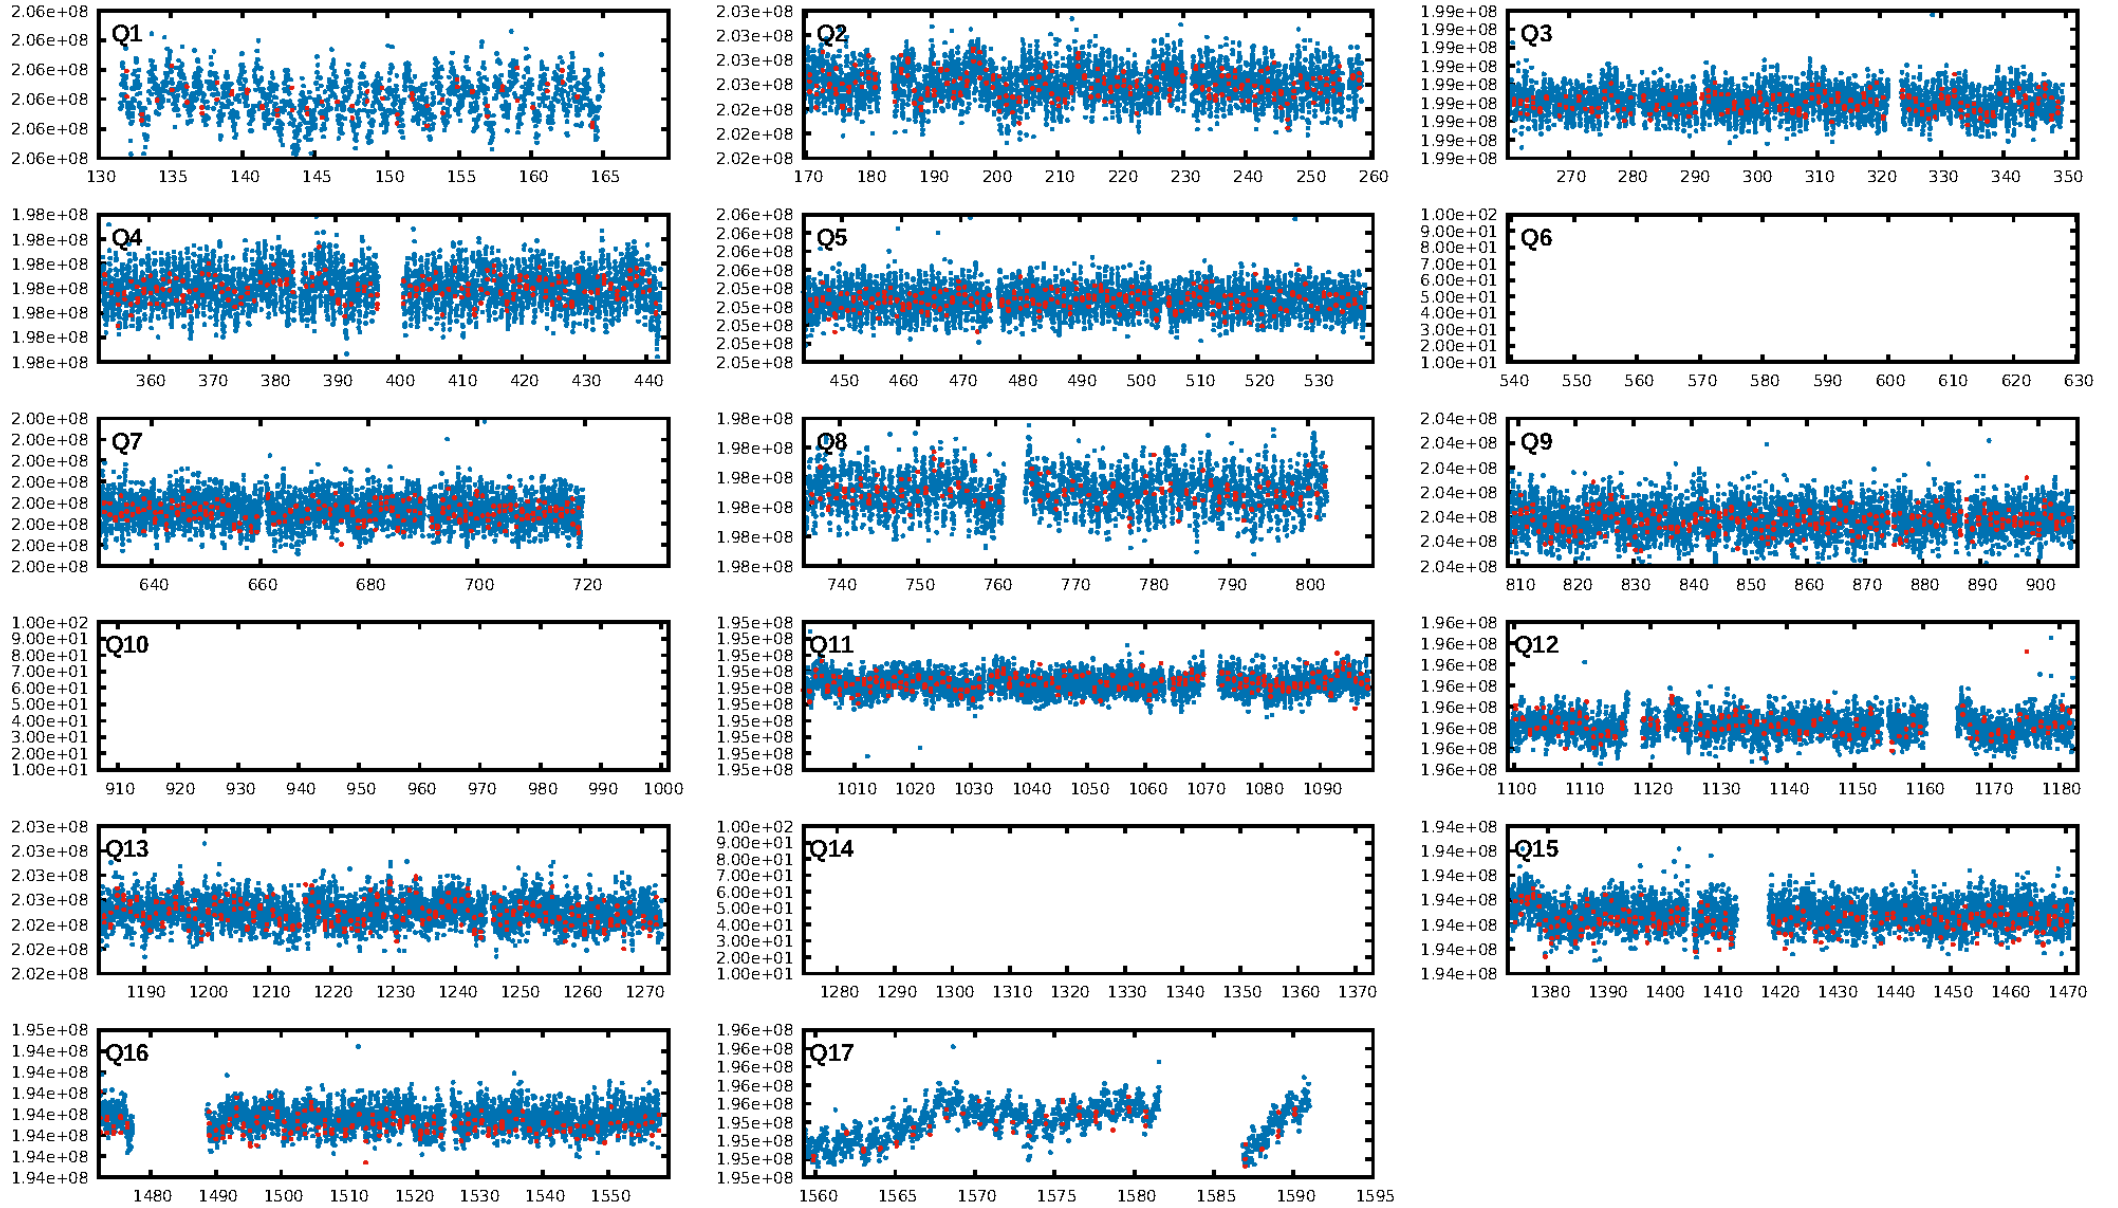 2.06e+08 2.06e+08 2.06e+08 2.06e+08 2.06e+08 2.06e+08
Q1
130 135 140 145 150 155 160 165
2.03e+08 2.03e+08 2.03e+08 2.03e+08 2.02e+08 2.02e+08 2.02e+08
Q2
170 180 190 200 210 220 230 240 250 260
1.99e+08 1.99e+08 1.99e+08 1.99e+08 1.99e+08 1.99e+08 1.99e+08 1.99e+08 1.99e+08
Q3
270 280 290 300 310 320 330 340 350
1.98e+08 1.98e+08 1.98e+08 1.98e+08 1.98e+08 1.98e+08 1.98e+08
Q4
360 370 380 390 400 410 420 430 440
2.06e+08 2.06e+08 2.06e+08 2.06e+08 2.05e+08 2.05e+08 2.05e+08 2.05e+08 2.05e+08
Q5
450 460 470 480 490 500 510 520 530
1.00e+02 9.00e+01 8.00e+01 7.00e+01 6.00e+01 5.00e+01 4.00e+01 3.00e+01 2.00e+01 1.00e+01
Q6
540 550 560 570 580 590 600 610 620 630
2.00e+08 2.00e+08 2.00e+08 2.00e+08 2.00e+08 2.00e+08 2.00e+08 2.00e+08
Q7
640 660 680 700 720
1.98e+08 1.98e+08 1.98e+08 1.98e+08 1.98e+08 1.98e+08
Q8
740 750 760 770 780 790 800
2.04e+08 2.04e+08 2.04e+08 2.04e+08 2.04e+08 2.04e+08 2.04e+08
Q9
810 820 830 840 850 860 870 880 890 900
1.00e+02 9.00e+01 8.00e+01 7.00e+01 6.00e+01 5.00e+01 4.00e+01 3.00e+01 2.00e+01 1.00e+01
Q10
910 920 930 940 950 960 970 980 990 1000
1.95e+08 1.95e+08 1.95e+08 1.95e+08 1.95e+08 1.95e+08 1.95e+08 1.95e+08 1.95e+08 1.95e+08
Q11
1010 1020 1030 1040 1050 1060 1070 1080 1090
1.96e+08 1.96e+08 1.96e+08 1.96e+08 1.96e+08 1.96e+08 1.96e+08 1.96e+08
Q12
1100 1110 1120 1130 1140 1150 1160 1170 1180
2.03e+08 2.03e+08 2.03e+08 2.03e+08 2.02e+08 2.02e+08 2.02e+08
Q13
1190 1200 1210 1220 1230 1240 1250 1260 1270
1.00e+02 9.00e+01 8.00e+01 7.00e+01 6.00e+01 5.00e+01 4.00e+01 3.00e+01 2.00e+01 1.00e+01
Q14
1280 1290 1300 1310 1320 1330 1340 1350 1360 1370
1.94e+08 1.94e+08 1.94e+08 1.94e+08 1.94e+08 1.94e+08 1.94e+08
Q15
1380 1390 1400 1410 1420 1430 1440 1450 1460 1470
1.95e+08 1.94e+08 1.94e+08 1.94e+08 1.94e+08 1.94e+08 1.94e+08 1.94e+08
Q16
1480 1490 1500 1510 1520 1530 1540 1550
1.96e+08 1.96e+08 1.96e+08 1.96e+08 1.96e+08 1.95e+08 1.95e+08 1.95e+08 1.95e+08
Q17
1560 1565 1570 1575 1580 1585 1590 1595